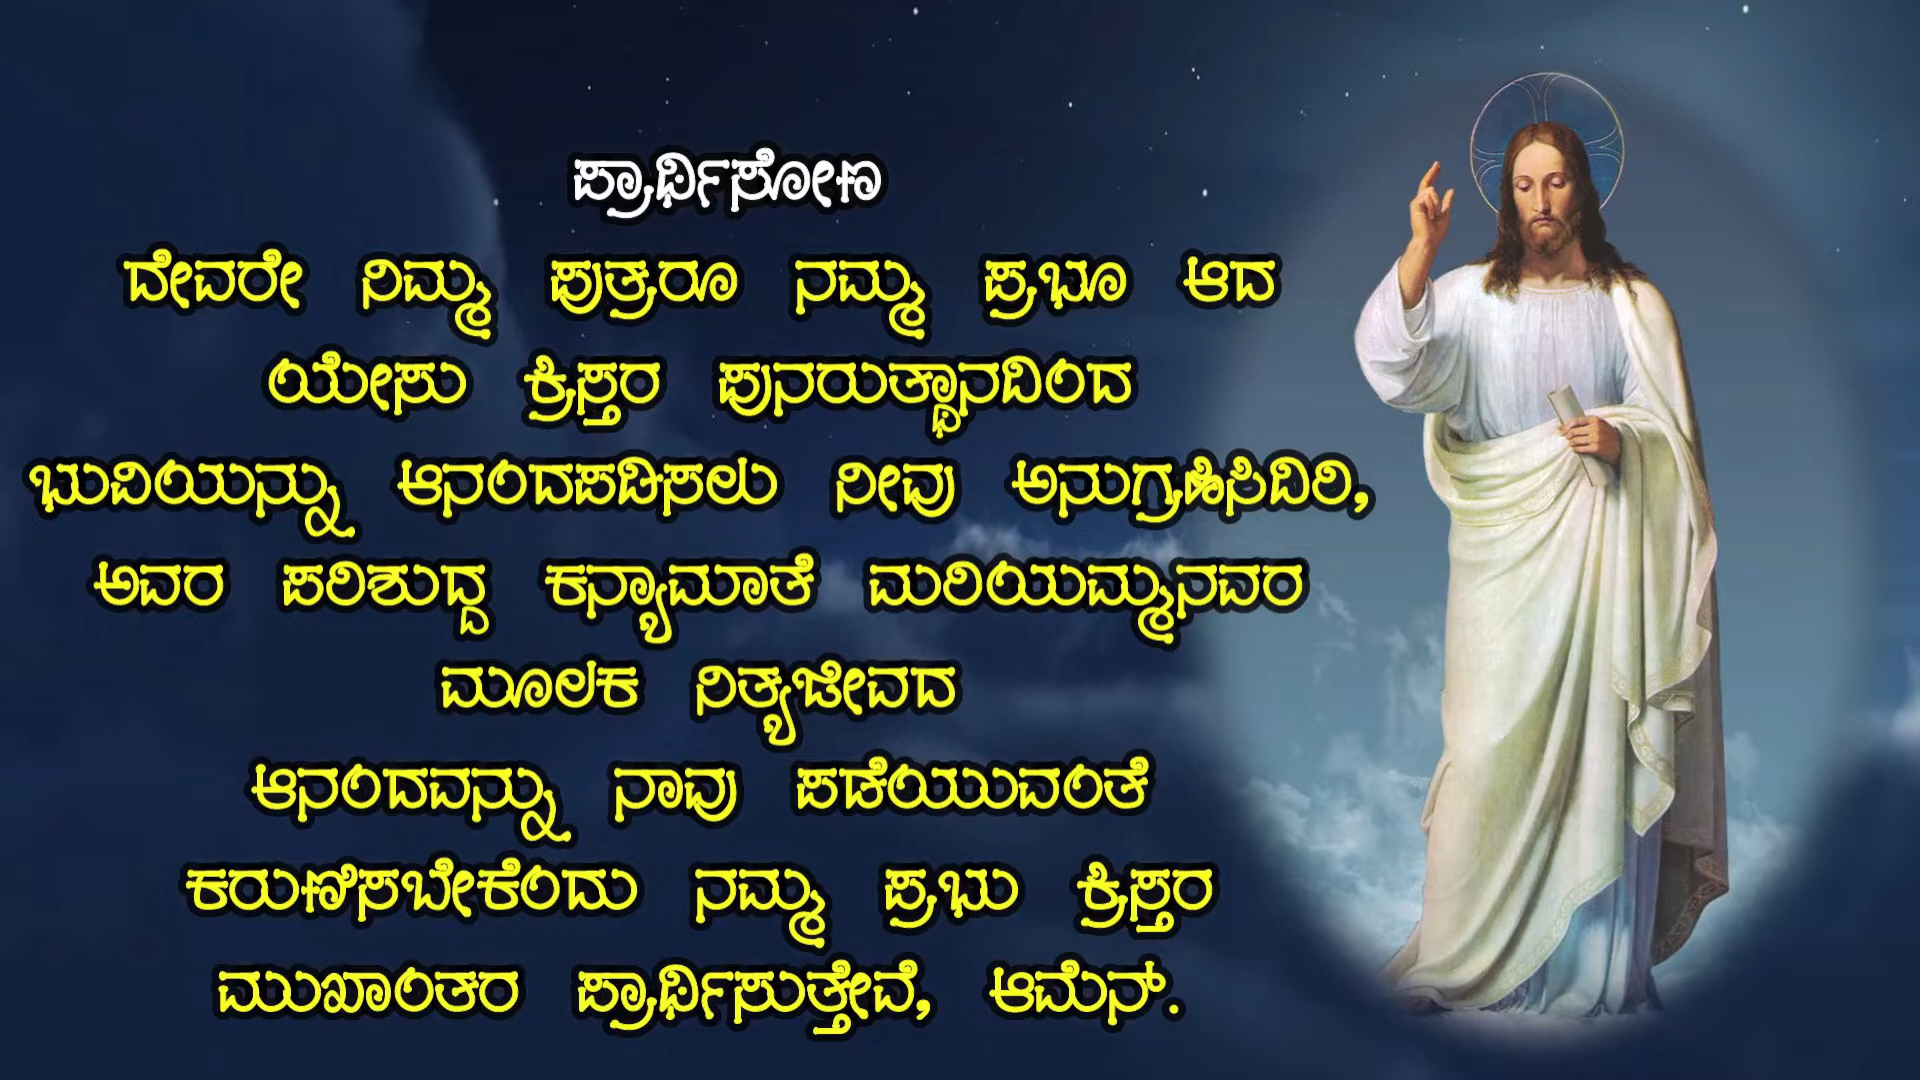 ಪ್ರಾರ್ಥಿಸೋಣ
ದೇವರೇ ನಿಮ್ಮ ಪುತ್ರರೂ ನಮ್ಮ ಪ್ರಭೂ ಆದ
ಯೇಸು ಕ್ರಿಸ್ತರ ಪುನರುತ್ಥಾನದಿಂದ
ಭುವಿಯನ್ನು ಆನಂದಪಡಿಸಲು ನೀವು ಅನುಗ್ರಹಿಸಿದಿರಿ,
ಅವರ ಪರಿಶುದ್ದ ಕನ್ಯಾಮಾತೆ ಮರಿಯಮ್ಮನವರ
ಮೂಲಕ ನಿತ್ಯಜೀವದ
ಆನಂದವನ್ನು ನಾವು ಪಡೆಯುವಂತೆ
ಕರುಣಿಸಬೇಕೆಂದು ನಮ್ಮ ಪ್ರಭು ಕ್ರಿಸ್ತರ
ಮುಖಾಂತರ ಪ್ರಾರ್ಥಿಸುತ್ತೇವೆ, ಆಮೆನ್.